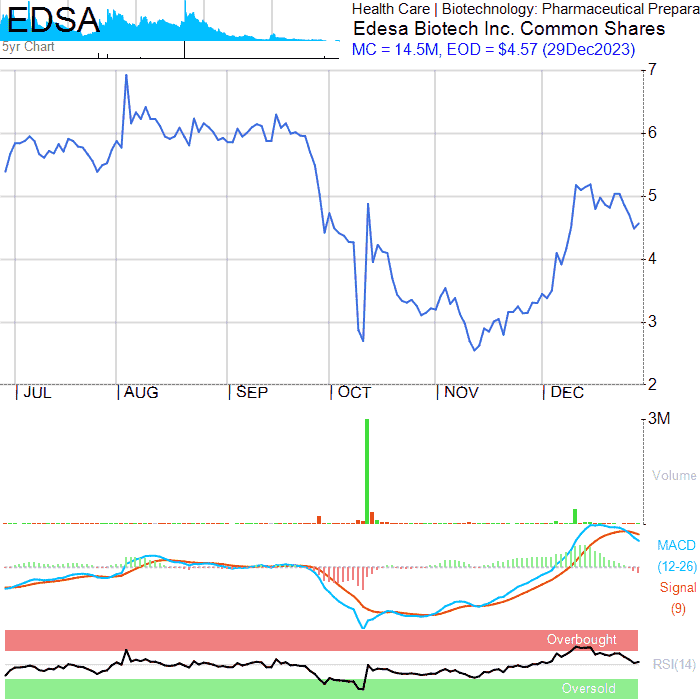 EDSA
5yr Chart
Health Care | Biotechnology: Pharmaceutical Prepara
Edesa Biotech Inc. Common Shares
MC = 14.5M, EOD = $4.57 (29Dec2023)
7
6
5
4
3
2
JUL
AUG
SEP
OCT
NOV
DEC
3M
Volume
MACD
(12-26)
Signal
(9)
Overbought
RSI(14)
Oversold